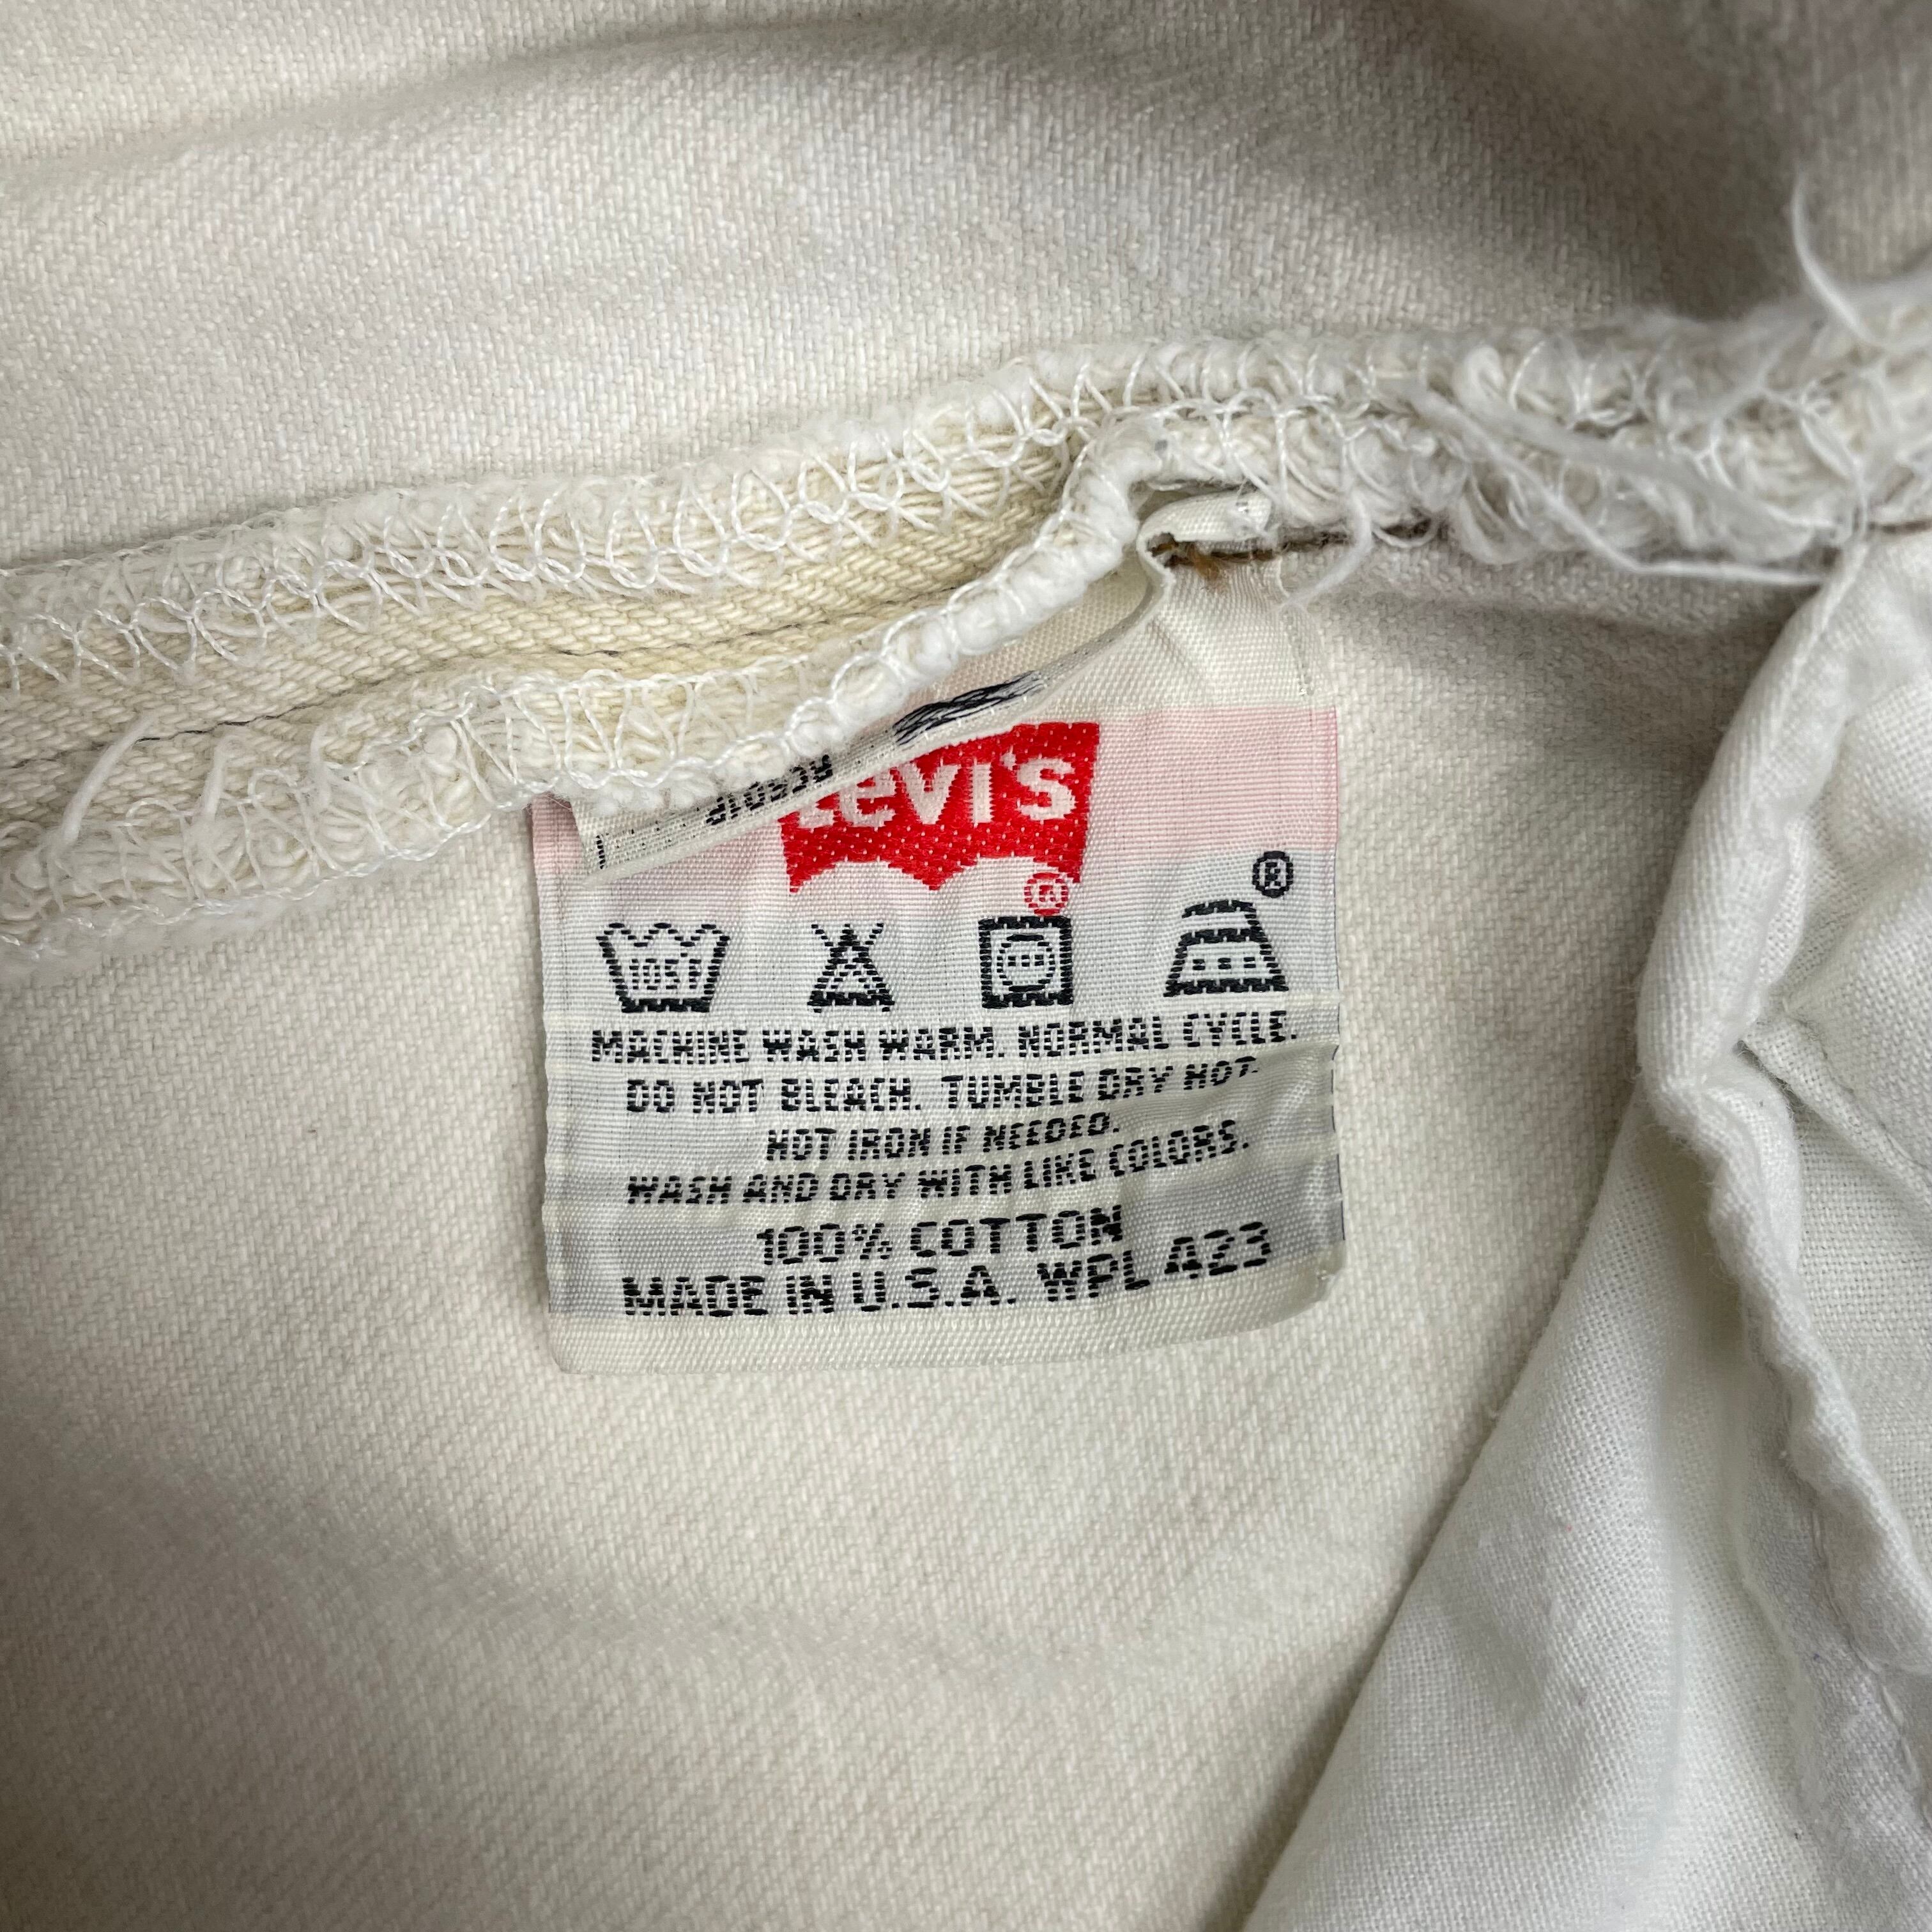 Levi's
®
®
105°F
MACHINE WASH WARM. NORMAL CYCLE.
DO NOT BLEACH. TUMBLE DRY HOT.
HOT IRON IF NEEDED.
WASH AND DRY WITH LIKE COLORS.
100% COTTON
MADE IN U.S.A. WPL 423